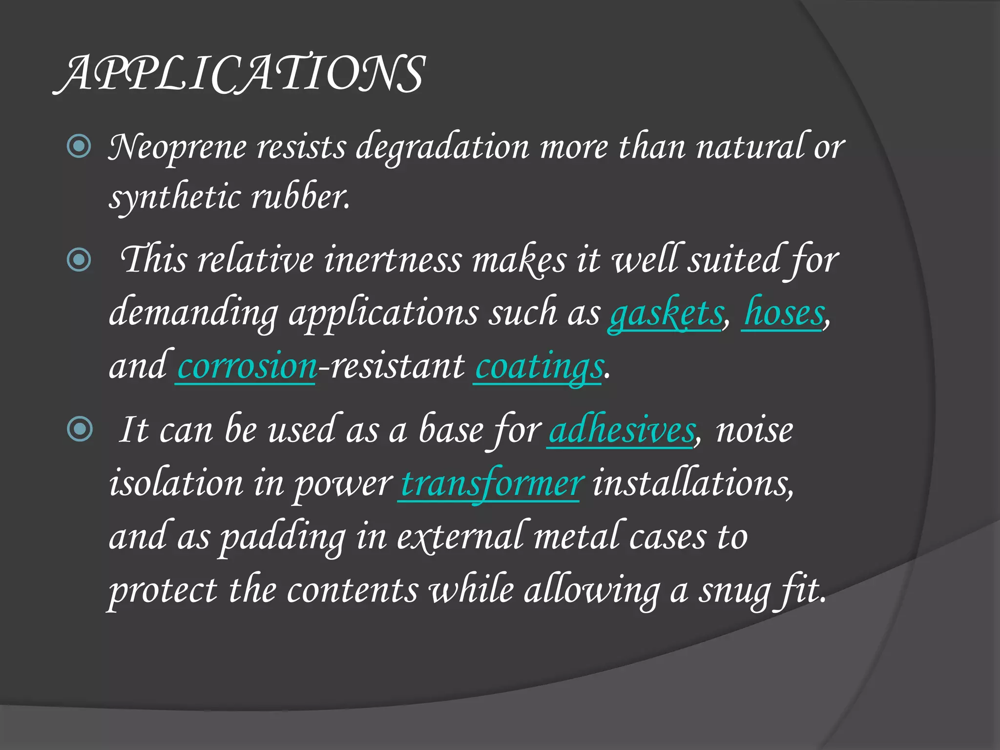 APPLICATIONS
Neoprene resists degradation more than natural or
synthetic rubber.
This relative inertness makes it well suited for
demanding applications such as gaskets, hoses,
and corrosion-resistant coatings.
It can be used as a base for adhesives, noise
isolation in power transformer installations,
and as padding in external metal cases to
protect the contents while allowing a snug fit.